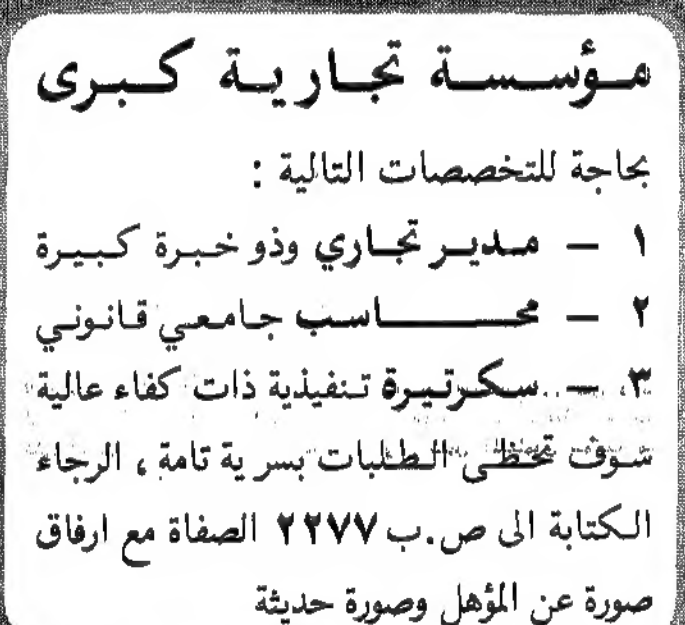 مؤسسة تجارية كبرى
بحاجة للتخصصات التالية :
١ — مدير تجاري وذو خبرة كبيرة
٢ — محاسب جامعي قانوني
٣ — سكرتيرة تنفيذية ذات كفاء عالية
سوف تحظى الطلبات بسرية تامة ، الرجاء
الكتابة الى ص.ب ٢٢٧٧ الصفاة مع ارفاق
صورة عن المؤهل وصورة حديثة